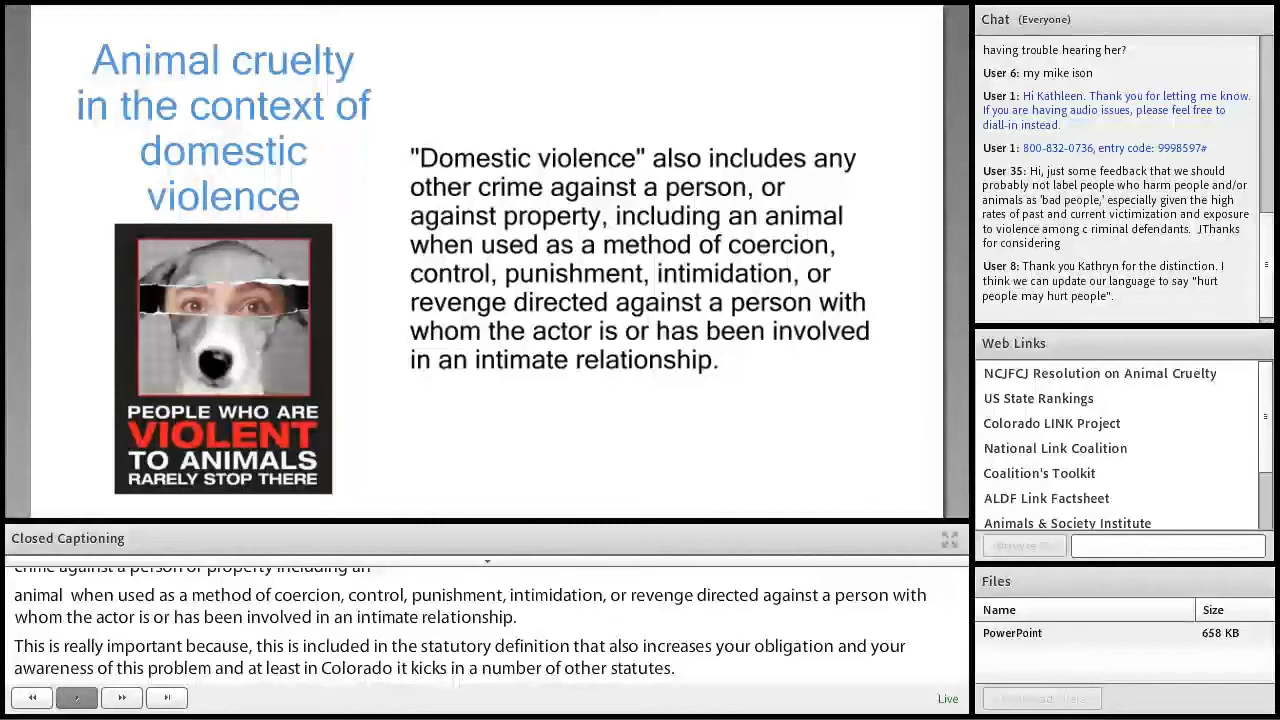 Animal cruelty
in the context of
domestic
violence
"Domestic violence" also includes any
other crime against a person, or
against property, including an animal
when used as a method of coercion,
control, punishment, intimidation, or
revenge directed against a person with
whom the actor is or has been involved
in an intimate relationship.
PEOPLE WHO ARE
VIOLENT
TO ANIMALS
RARELY STOP THERE
Closed Captioning
crime against a person or property including an
animal when used as a method of coercion, control, punishment, intimidation, or revenge directed against a person with
whom the actor is or has been involved in an intimate relationship.
This is really important because, this is included in the statutory definition that also increases your obligation and your
awareness of this problem and at least in Colorado it kicks in a number of other statutes.
Live
Chat (Everyone)
having trouble hearing her?
User 6: my mike ison
User 1: Hi Kathleen. Thank you for letting me know.
If you are having audio issues, please feel free to
diall-in instead.
User 1: 800-832-0736, entry code: 9998597#
User 35: Hi, just some feedback that we should
probably not label people who harm people and/or
animals as 'bad people,' especially given the high
rates of past and current victimization and exposure
to violence among c riminal defendants. JThanks
for considering
User 8: Thank you Kathryn for the distinction. I
think we can update our language to say "hurt
people may hurt people".
Web Links
NCJFCJ Resolution on Animal Cruelty
US State Rankings
Colorado LINK Project
National Link Coalition
Coalition's Toolkit
ALDF Link Factsheet
Animals & Society Institute
Files
Name Size
PowerPoint 658 KB